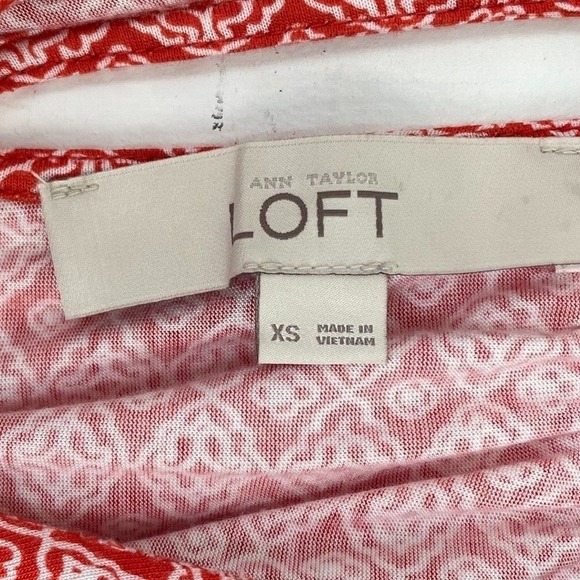 ANN TAYLOR
LOFT
XS
MADE IN
VIETNAM